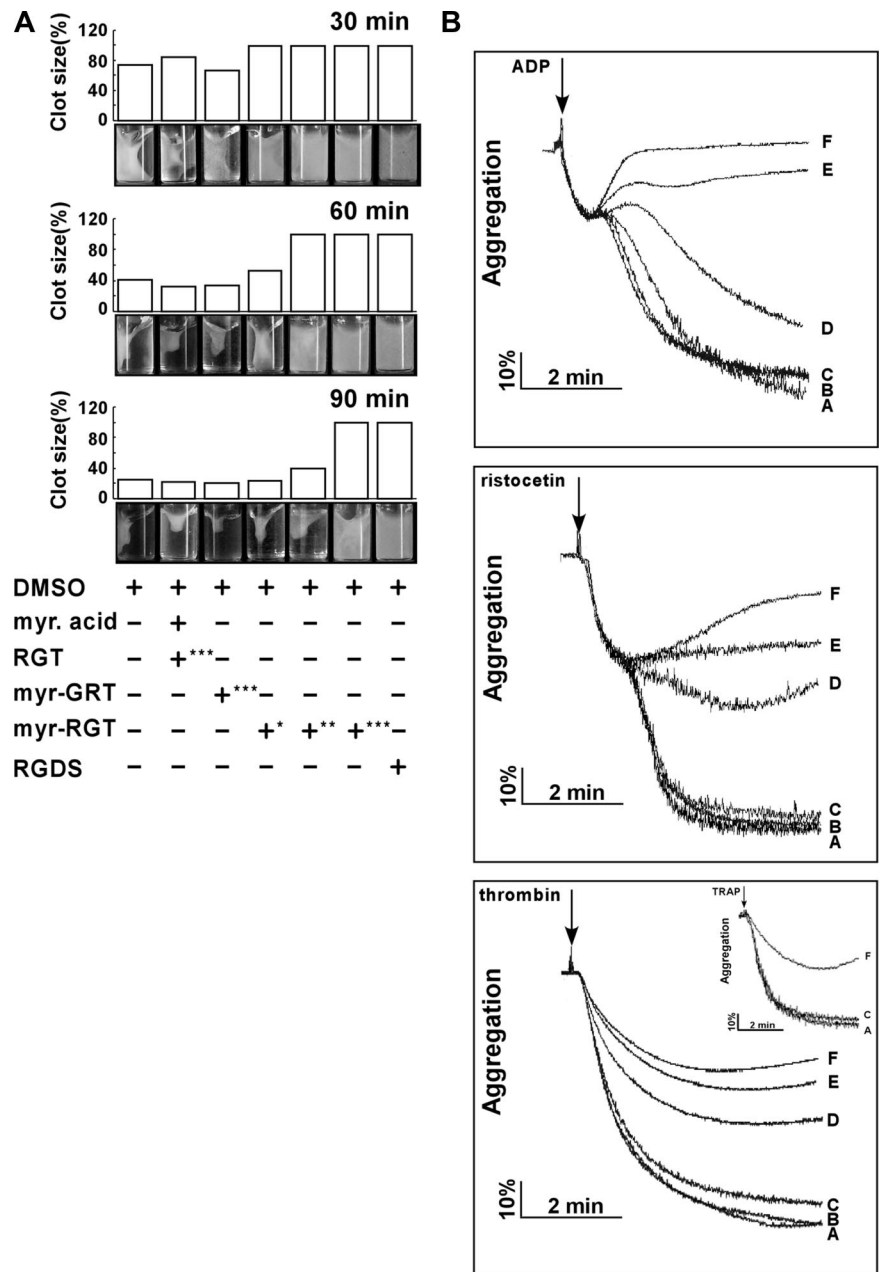 A
30 min
Clot size(%)
120
80
40
0
60 min
Clot size(%)
120
80
40
0
90 min
Clot size(%)
120
80
40
0
DMSO + + + + + + +
myr. acid – + – – – – –
RGT – +*** – – – – –
myr-GRT – – +*** – – – –
myr-RGT – – – +* +** +*** –
RGDS – – – – – – +
B
ADP
Aggregation
F
E
D
C
B
A
10%
2 min
ristocetin
Aggregation
F
E
D
C
B
A
10%
2 min
thrombin
Aggregation
F
E
D
C
B
A
10%
2 min
TRAP
Aggregation
F
C
A
10%
2 min